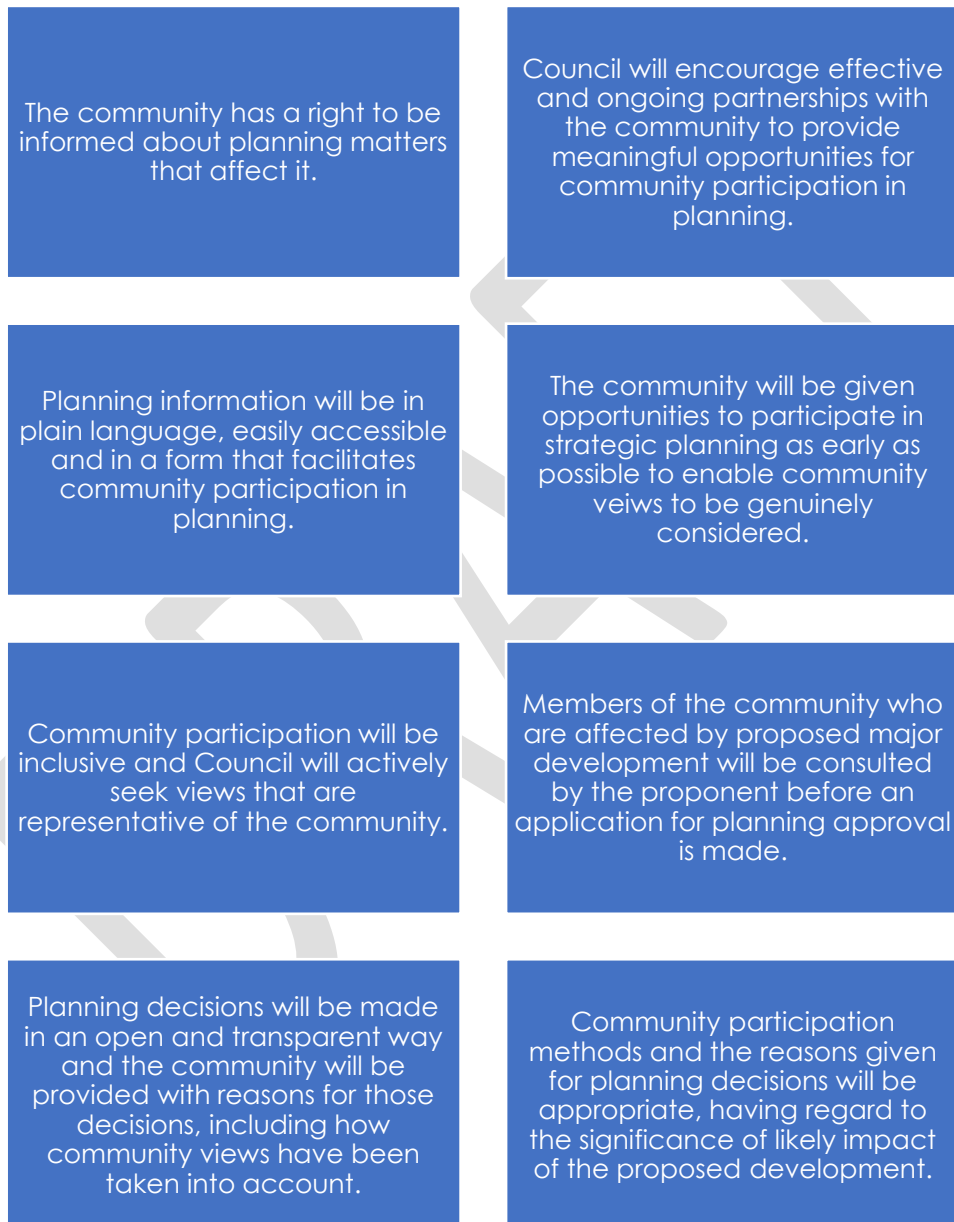 The community has a right to be
informed about planning matters
that affect it.
Council will encourage effective
and ongoing partnerships with
the community to provide
meaningful opportunities for
community participation in
planning.
Planning information will be in
plain language, easily accessible
and in a form that facilitates
community participation in
planning.
The community will be given
opportunities to participate in
strategic planning as early as
possible to enable community
veiws to be genuinely
considered.
Community participation will be
inclusive and Council will actively
seek views that are
representative of the community.
Members of the community who
are affected by proposed major
development will be consulted
by the proponent before an
application for planning approval
is made.
Planning decisions will be made
in an open and transparent way
and the community will be
provided with reasons for those
decisions, including how
community views have been
taken into account.
Community participation
methods and the reasons given
for planning decisions will be
appropriate, having regard to
the significance of likely impact
of the proposed development.